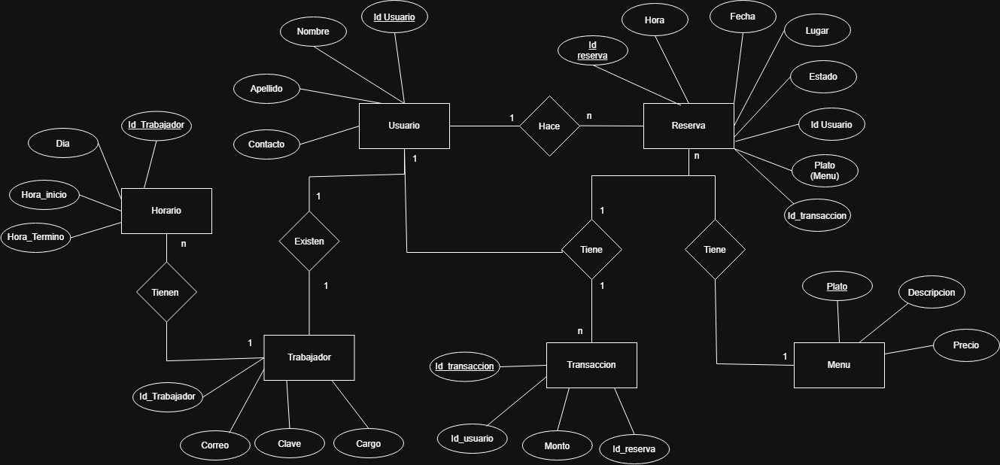 Id Usuario
Nombre
Apellido
Contacto
Usuario
1
Hace
n
Id
reserva
Hora
Fecha
Lugar
Estado
Id Usuario
Plato
(Menu)
Id_transaccion
Reserva
n
1
Id_Trabajador
Dia
Hora_inicio
Hora_Termino
Horario
n
Tienen
1
1
Existen
1
1
Tiene
1
n
Tiene
1
Trabajador
Id_Trabajador
Correo
Clave
Cargo
Transaccion
Id_transaccion
Id_usuario
Monto
Id_reserva
Plato
Descripcion
Precio
Menu